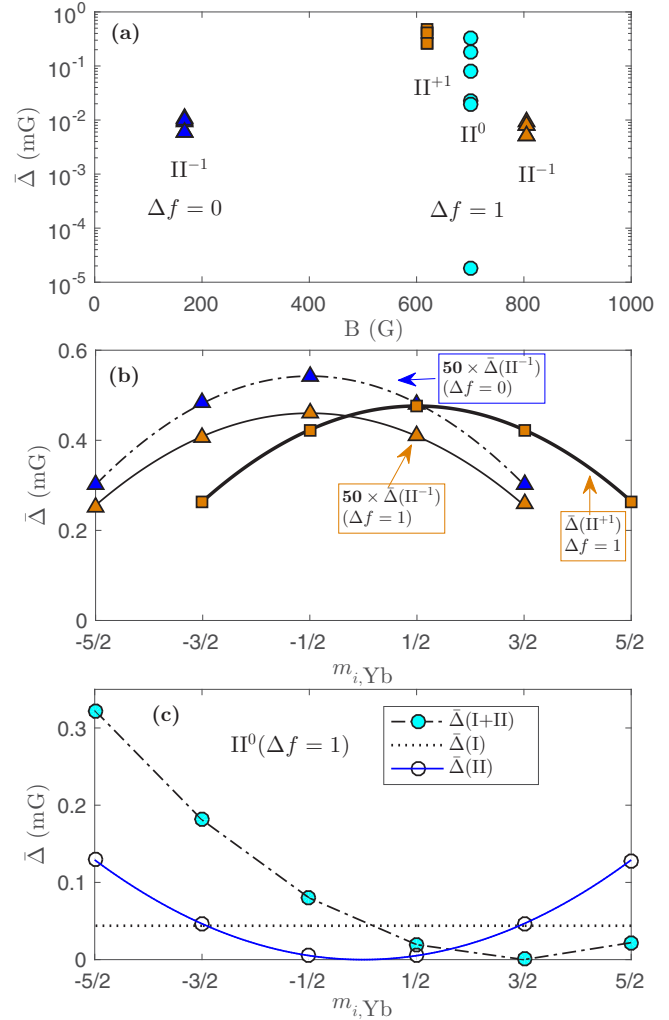 (a)
10^0
10^-1
10^-2
10^-3
10^-4
10^-5
Δ̄ (mG)
II^+1
II^0
II^-1
II^-1
Δf = 0
Δf = 1
0
200
400
600
800
1000
B (G)
(b)
0.6
0.4
0.2
0
Δ̄ (mG)
50 × Δ̄(II^-1)
(Δf = 0)
50 × Δ̄(II^-1)
(Δf = 1)
Δ̄(II^+1)
Δf = 1
-5/2
-3/2
-1/2
1/2
3/2
5/2
m_i,Yb
(c)
0.3
0.2
0.1
0
Δ̄ (mG)
II^0(Δf = 1)
Δ̄(I+II)
Δ̄(I)
Δ̄(II)
-5/2
-3/2
-1/2
1/2
3/2
5/2
m_i,Yb